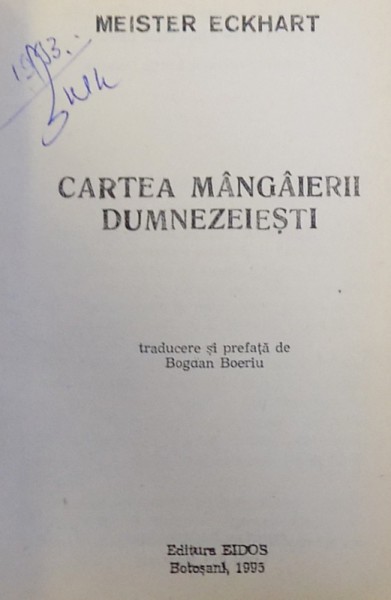 MEISTER ECKHART
CARTEA MÂNGÂIERII
DUMNEZEIEȘTI
traducere și prefață de
Bogdan Boeriu
Editura EIDOS
Botoșani, 1995